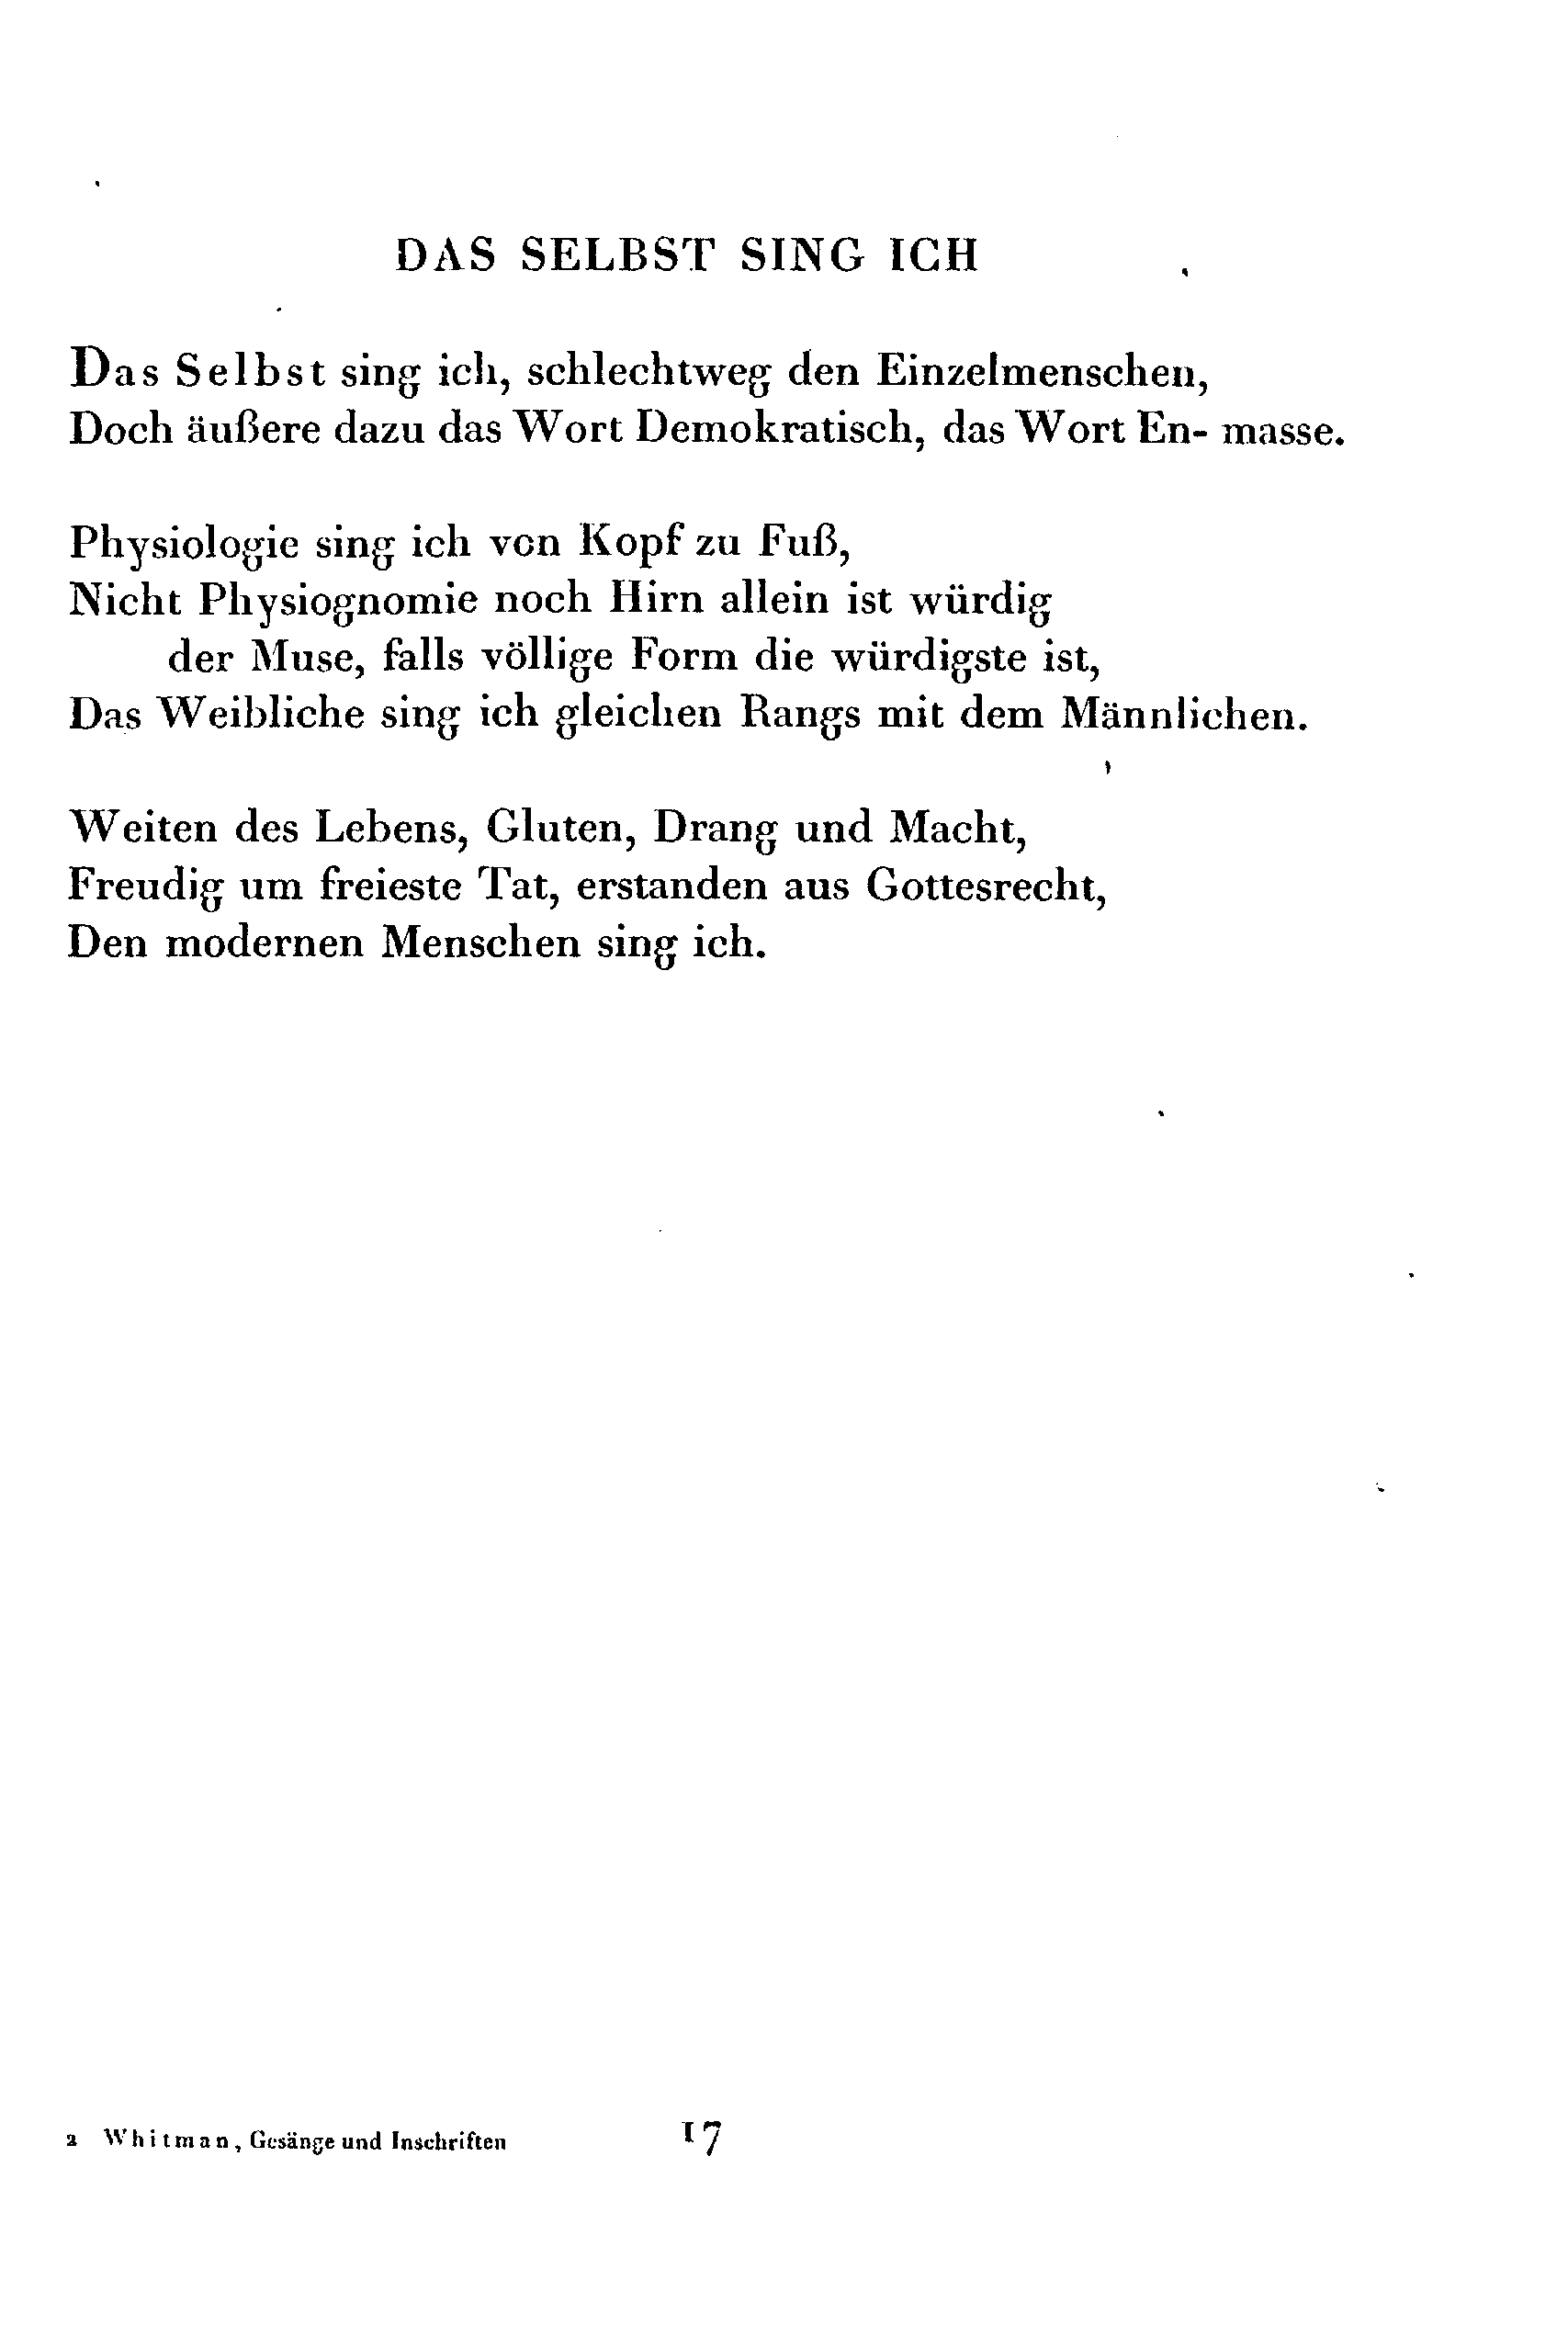 DAS SELBST SING ICH
Das Selbst sing ich, schlechtweg den Einzelmenschen,
Doch äußere dazu das Wort Demokratisch, das Wort En- masse.
Physiologie sing ich von Kopf zu Fuß,
Nicht Physiognomie noch Hirn allein ist würdig
der Muse, falls völlige Form die würdigste ist,
Das Weibliche sing ich gleichen Rangs mit dem Männlichen.
Weiten des Lebens, Gluten, Drang und Macht,
Freudig um freieste Tat, erstanden aus Gottesrecht,
Den modernen Menschen sing ich.
2 Whitman, Gesänge und Inschriften 17